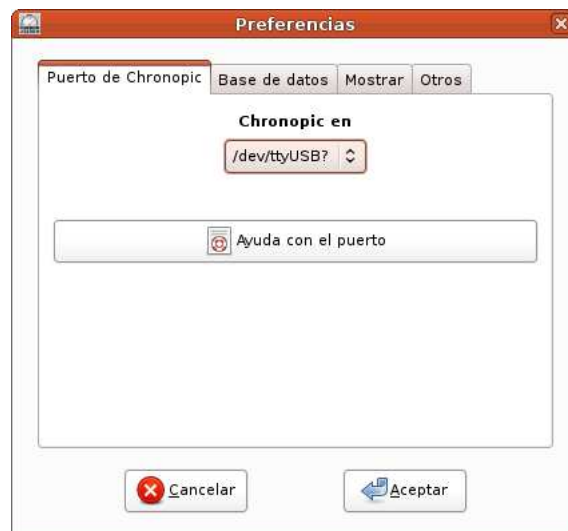 Preferencias
Puerto de Chronopic Base de datos Mostrar Otros
Chronopic en
/dev/ttyUSB?
Ayuda con el puerto
Cancelar Aceptar